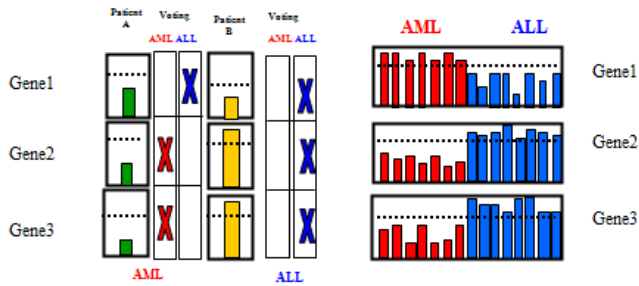 Patient A
Voting
AML ALL
Patient B
Voting
AML ALL
AML
ALL
Gene1
X
X
Gene1
Gene2
X
X
Gene2
Gene3
X
X
Gene3
AML
ALL